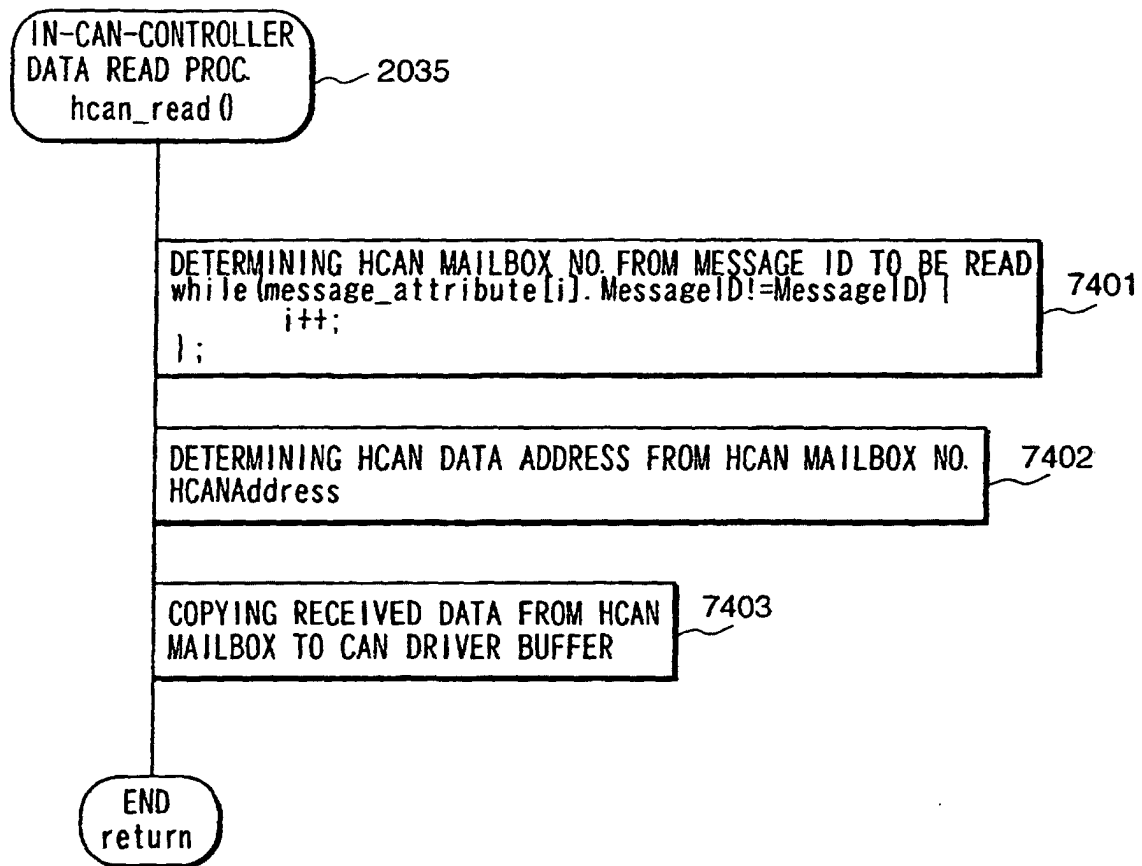 IN-CAN-CONTROLLER
DATA READ PROC.
hcan_read()
2035
DETERMINING HCAN MAILBOX NO. FROM MESSAGE ID TO BE READ
while(message_attribute[i].MessageID!=MessageID) {
i++;
};
7401
DETERMINING HCAN DATA ADDRESS FROM HCAN MAILBOX NO.
HCANAddress
7402
COPYING RECEIVED DATA FROM HCAN
MAILBOX TO CAN DRIVER BUFFER
7403
END
return